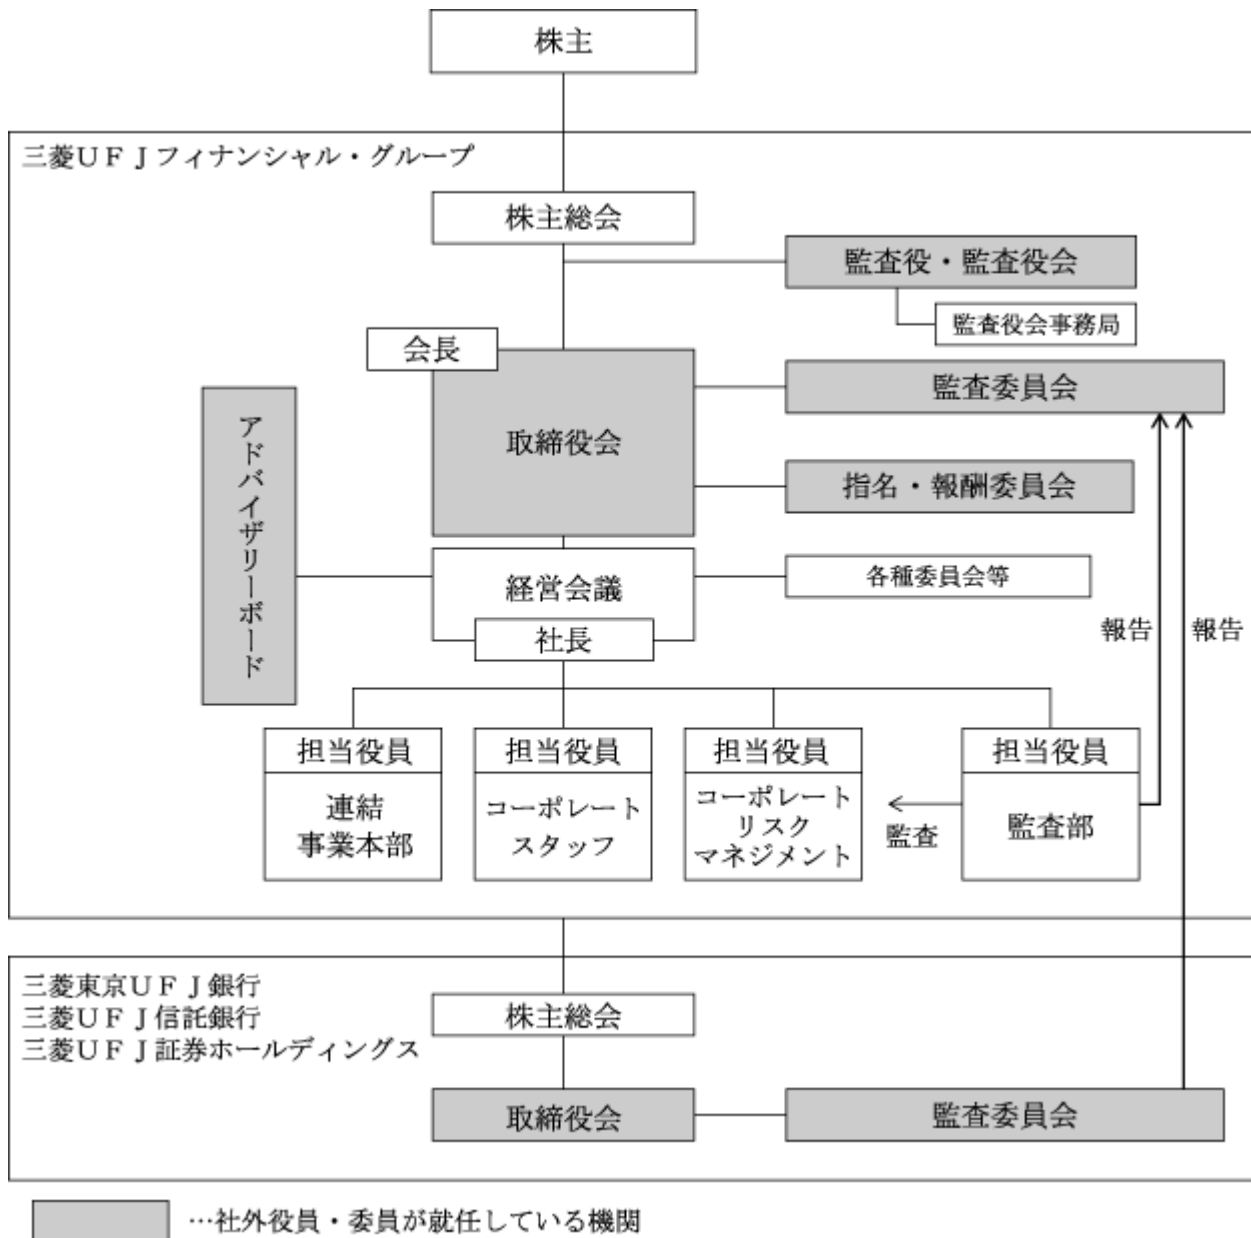 株主
三菱ＵＦＪフィナンシャル・グループ
株主総会
監査役・監査役会
監査役会事務局
会長
取締役会
監査委員会
指名・報酬委員会
アドバイザリーボード
経営会議
各種委員会等
社長
報告
報告
担当役員
連結
事業本部
担当役員
コーポレート
スタッフ
担当役員
コーポレート
リスク
マネジメント
監査
担当役員
監査部
三菱東京ＵＦＪ銀行
三菱ＵＦＪ信託銀行
三菱ＵＦＪ証券ホールディングス
株主総会
取締役会
監査委員会
…社外役員・委員が就任している機関